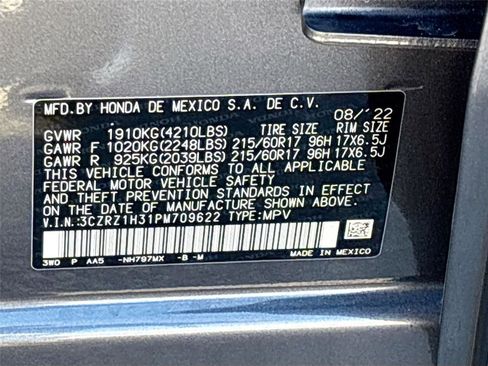 MFD.BY HONDA DE MEXICO S.A. DE C.V.
08/'22
GVWR 1910KG(4210LBS) TIRE SIZE RIM SIZE
GAWR F 1020KG(2248LBS) 215/60R17 96H 17X6.5J
GAWR R 925KG(2039LBS) 215/60R17 96H 17X6.5J
THIS VEHICLE CONFORMS TO ALL APPLICABLE
FEDERAL MOTOR VEHICLE SAFETY
AND THEFT PREVENTION STANDARDS IN EFFECT
ON THE DATE OF MANUFACTURE SHOWN ABOVE.
V.I.N.:3CZRZ1H31PM709622 TYPE:MPV
3W0 P AA5 -NH797MX -B -M MADE IN MEXICO